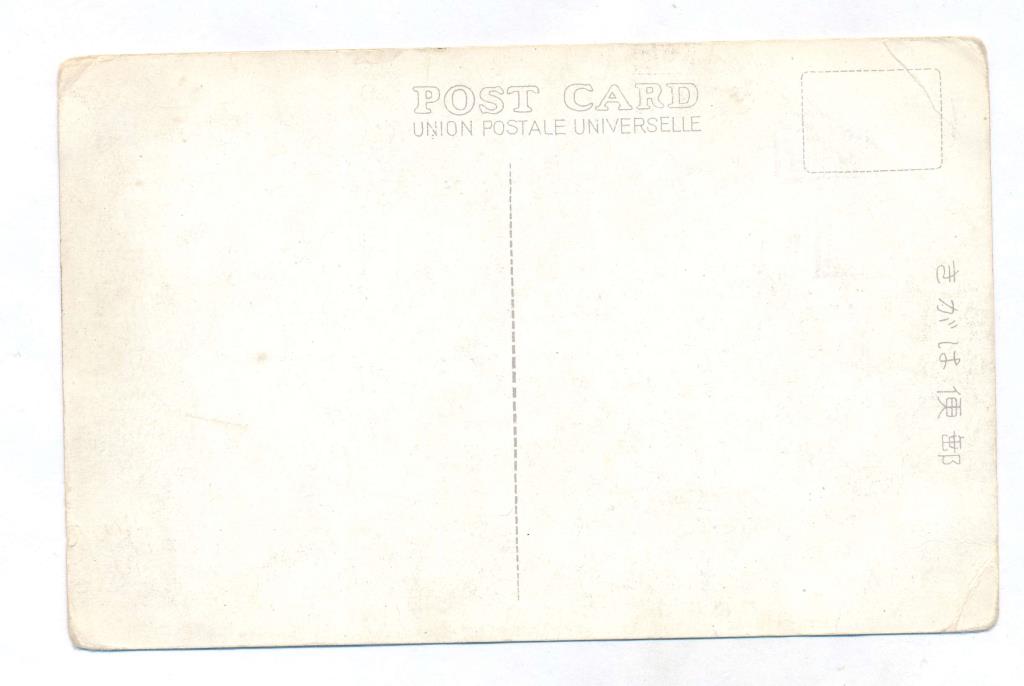 POST CARD
UNION POSTALE UNIVERSELLE
きがは便郵